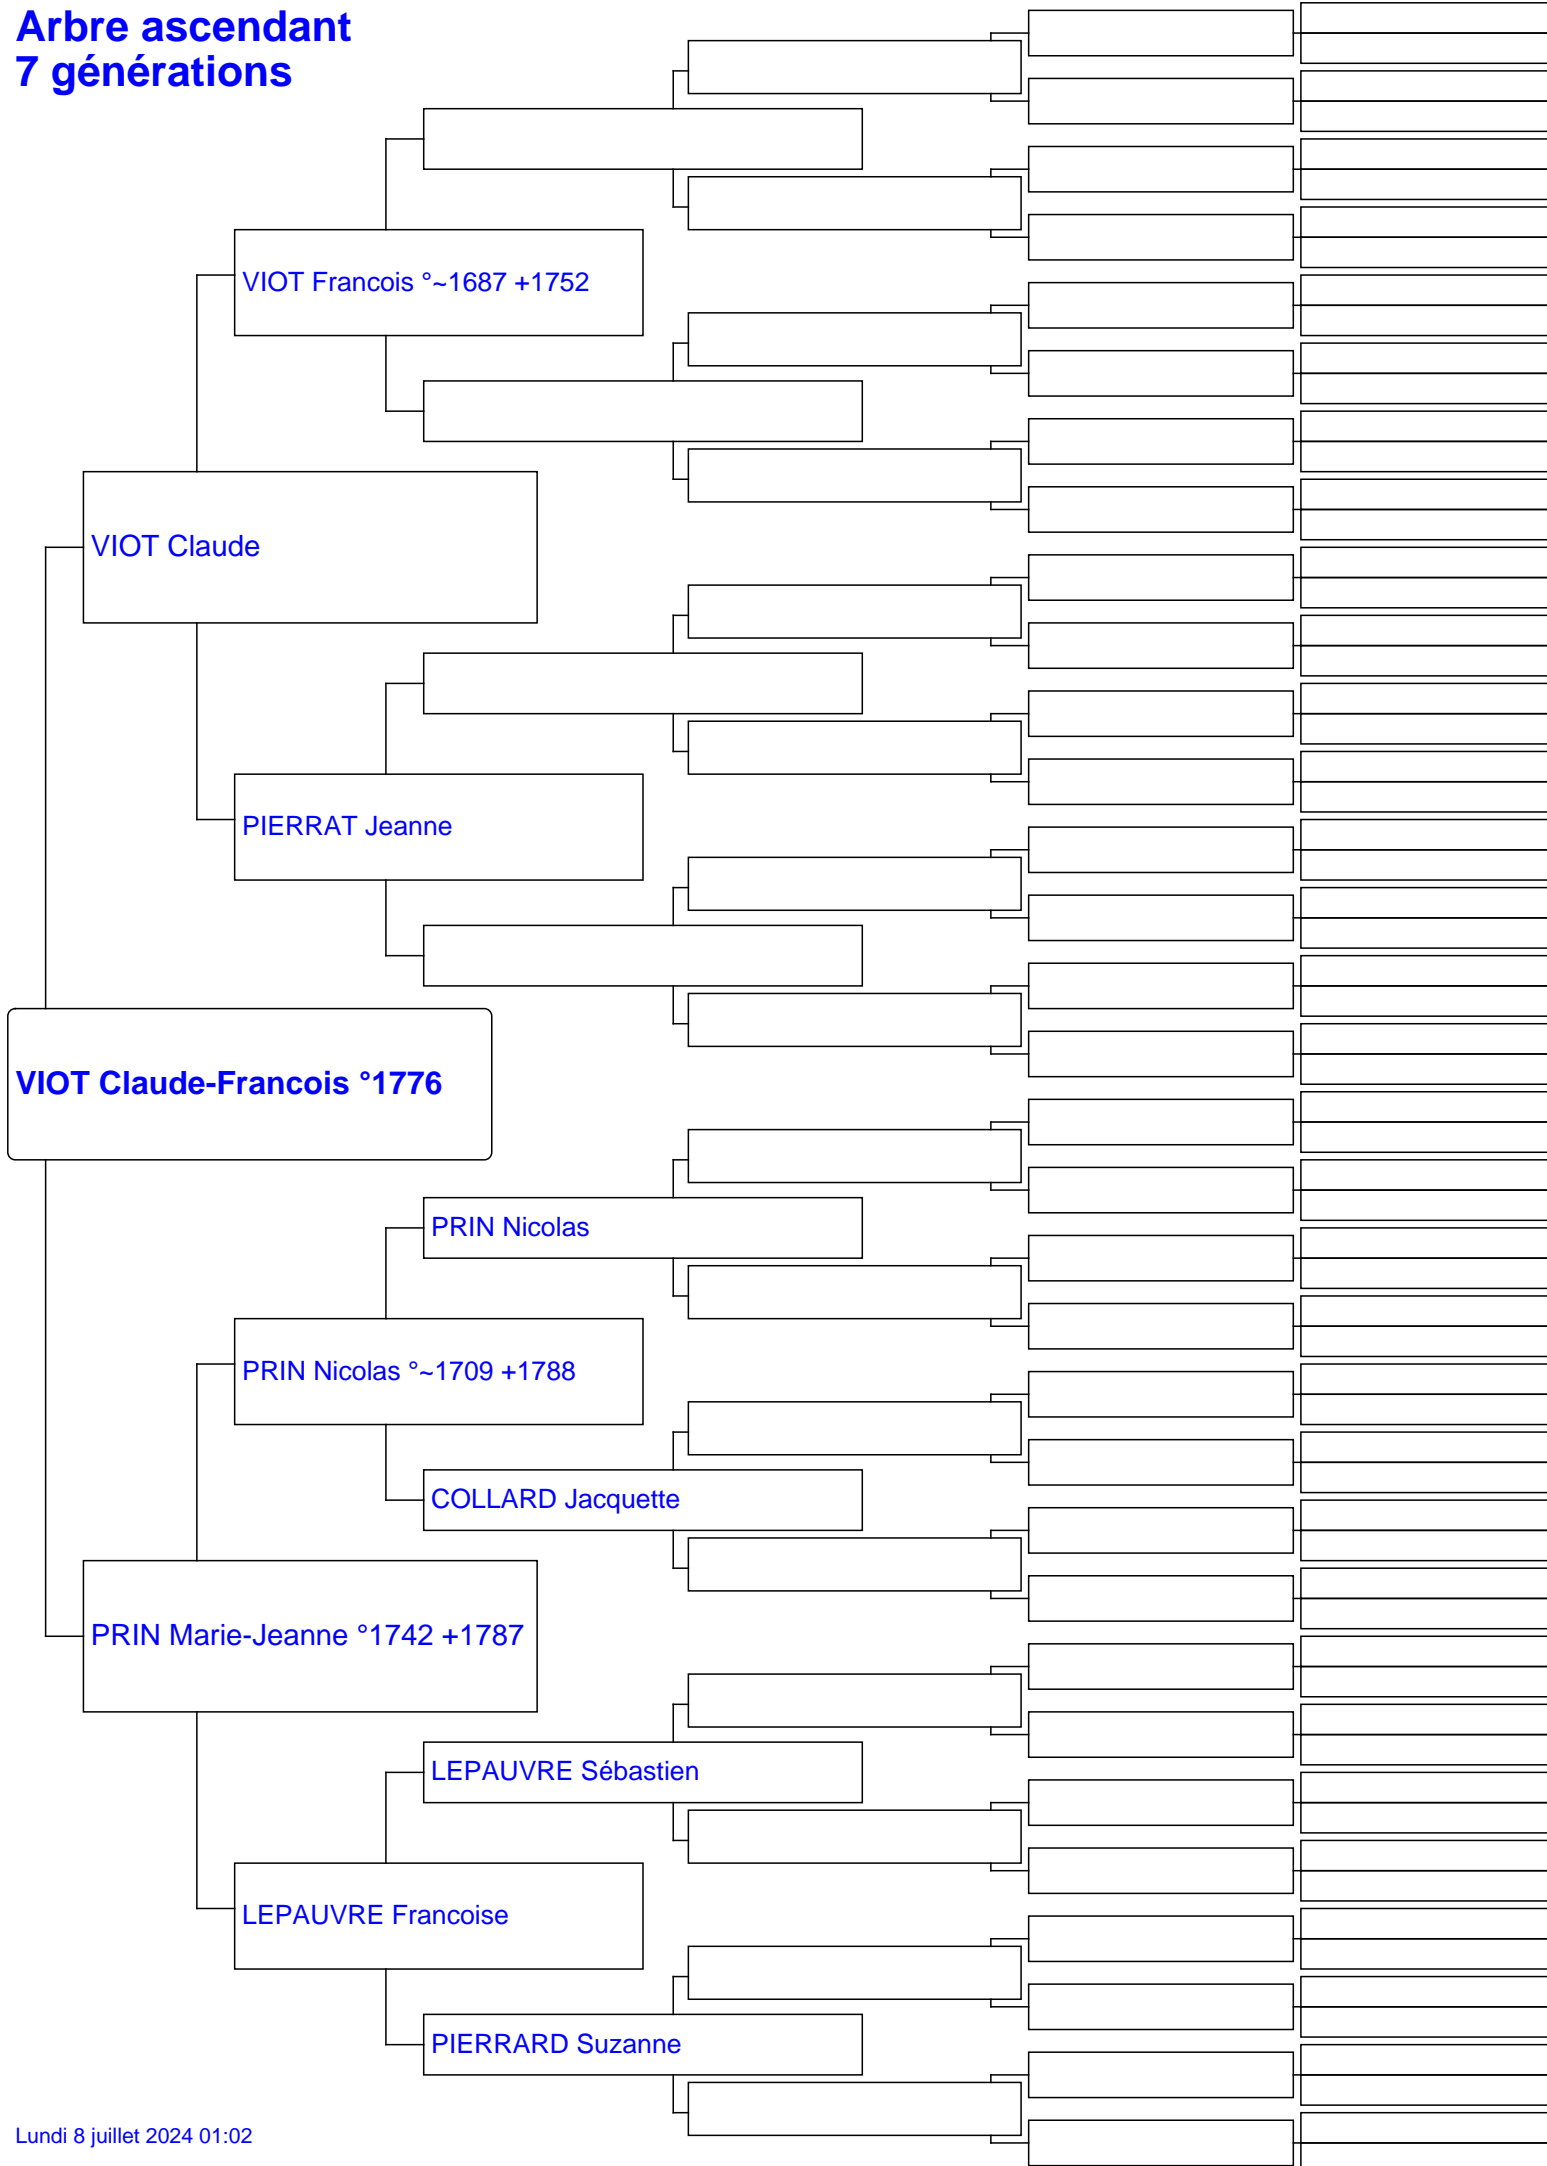 Arbre ascendant
7 générations
VIOT Francois °~1687 +1752
VIOT Claude
PIERRAT Jeanne
VIOT Claude-Francois °1776
PRIN Nicolas
PRIN Nicolas °~1709 +1788
COLLARD Jacquette
PRIN Marie-Jeanne °1742 +1787
LEPAUVRE Sébastien
LEPAUVRE Francoise
PIERRARD Suzanne
Lundi 8 juillet 2024 01:02